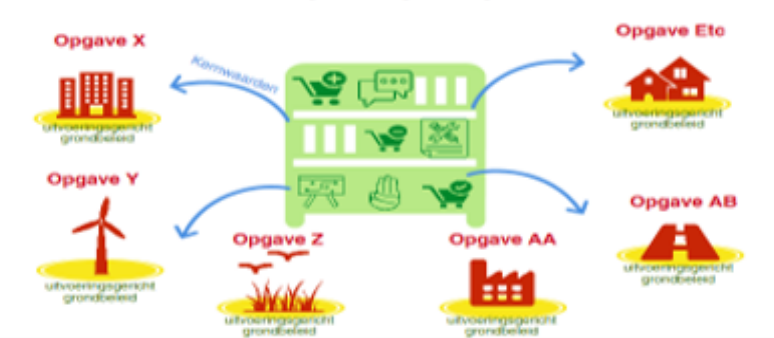 Opgave X
uitvoeringsgericht
grondbeleid
Kernwaarden
Opgave Etc
uitvoeringsgericht
grondbeleid
Opgave Y
uitvoeringsgericht
grondbeleid
Opgave Z
uitvoeringsgericht
grondbeleid
Opgave AA
uitvoeringsgericht
grondbeleid
Opgave AB
uitvoeringsgericht
grondbeleid